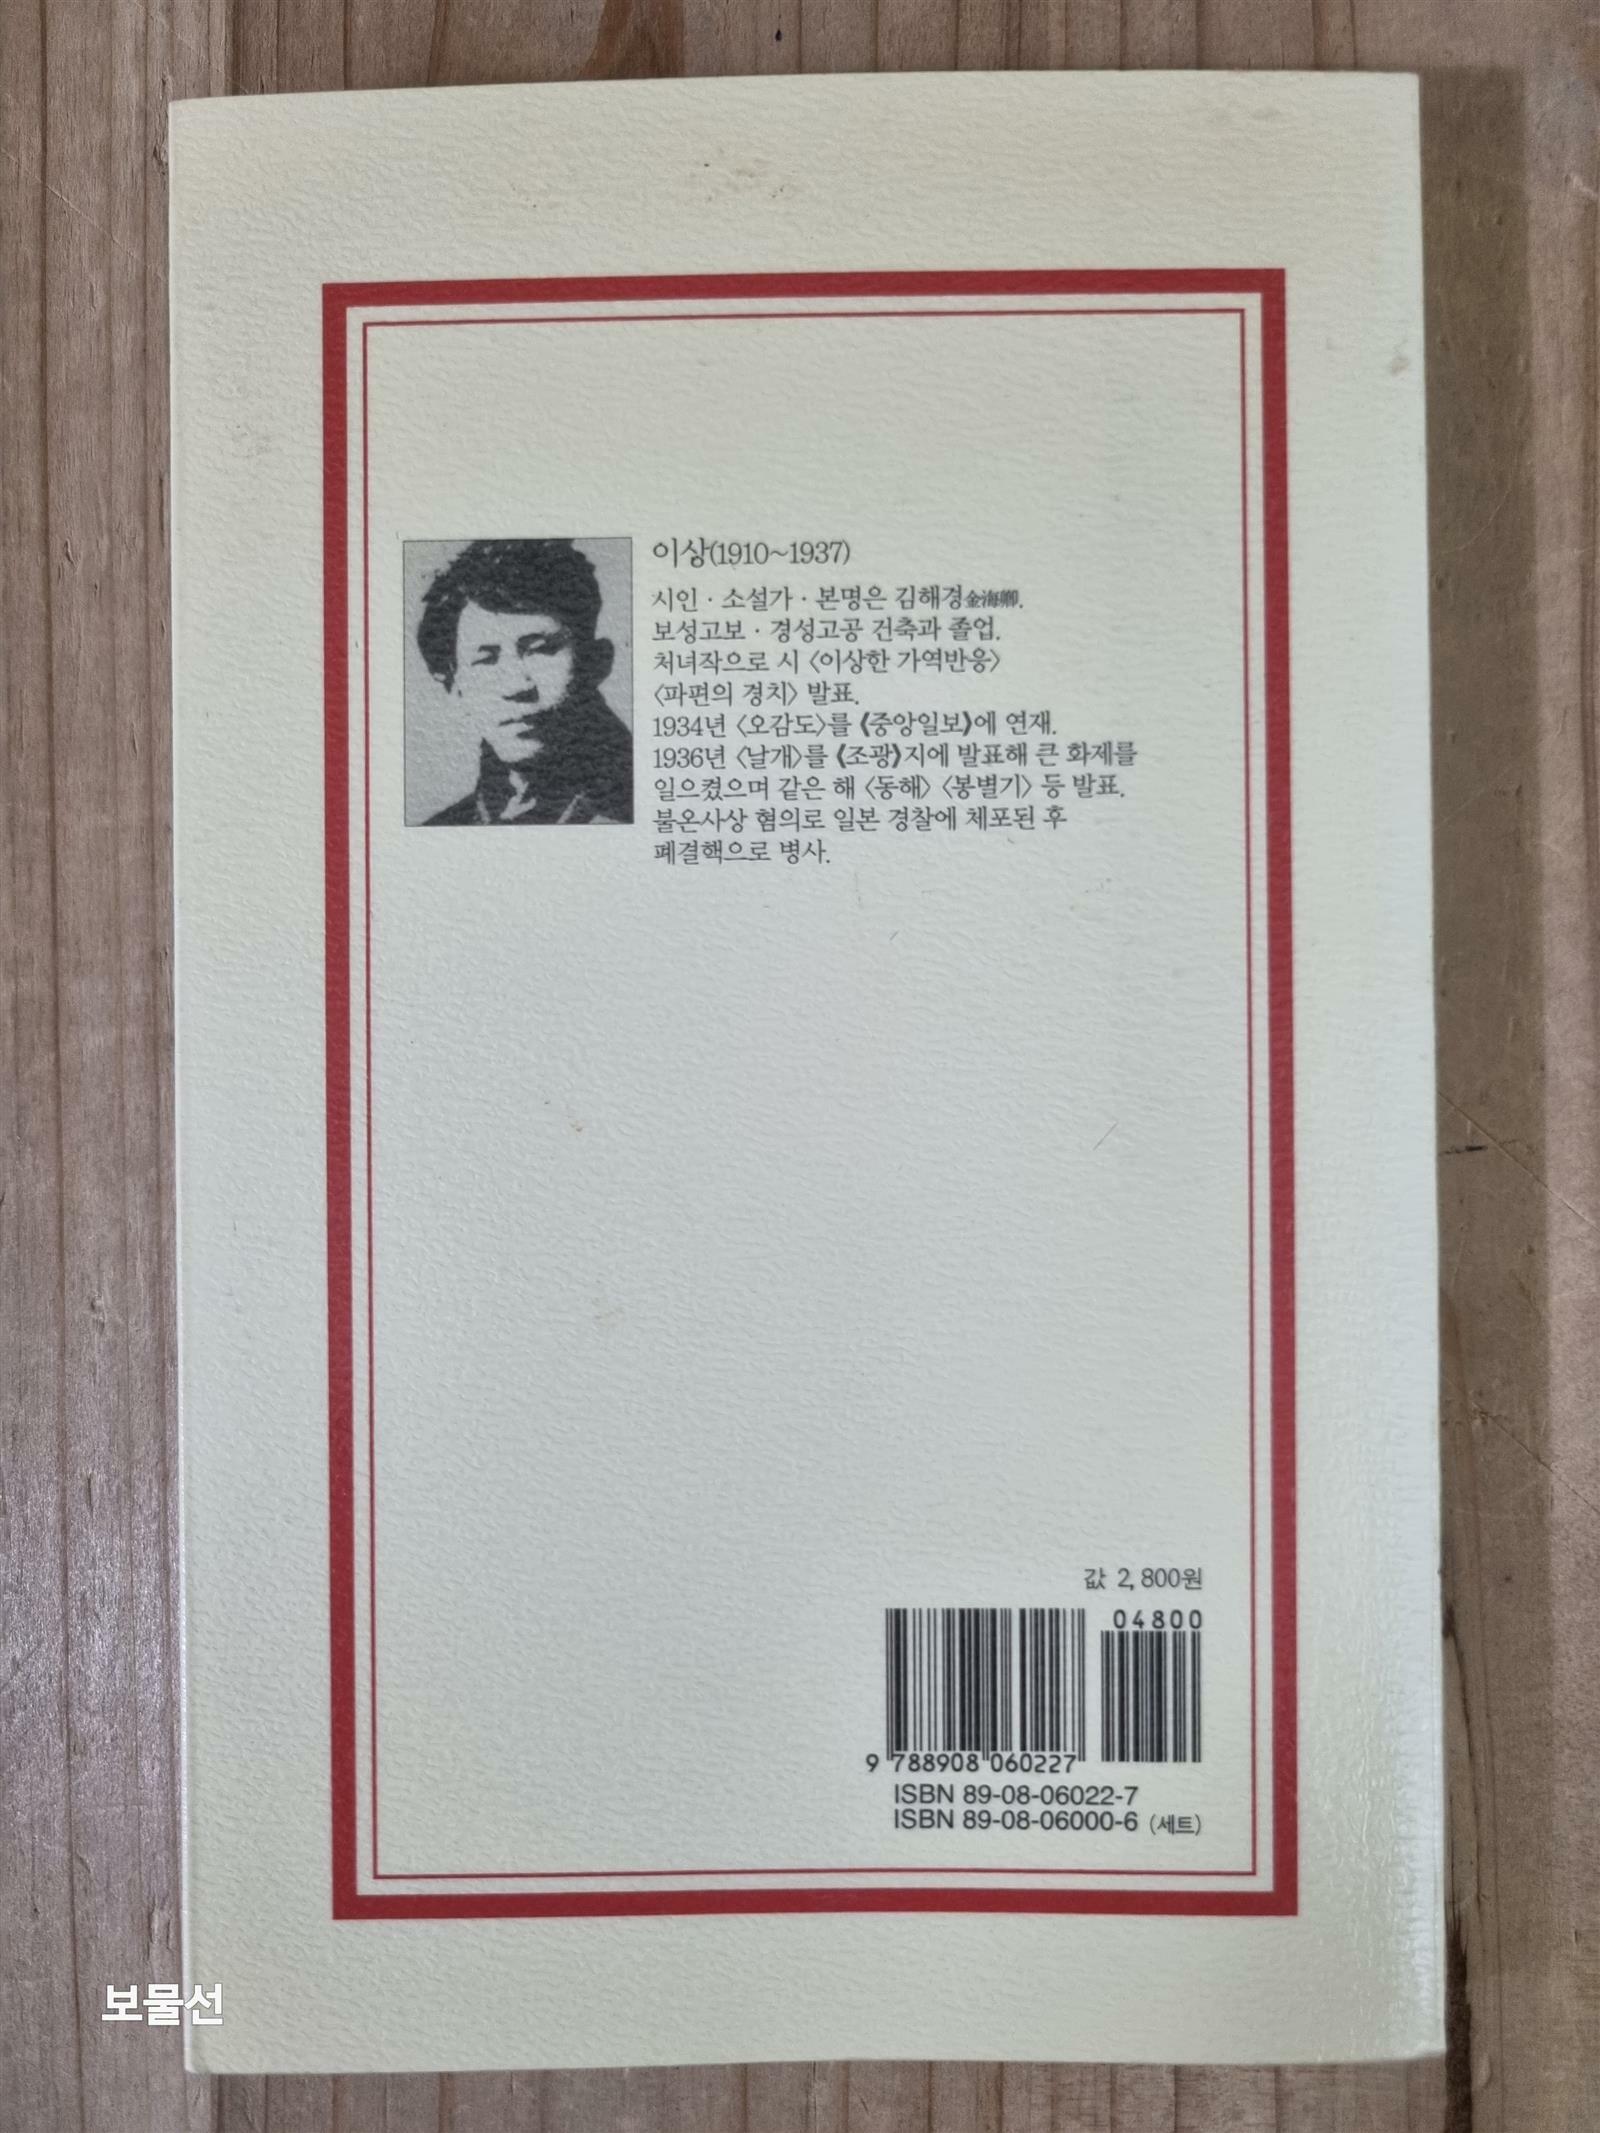 이상(1910~1937)
시인 · 소설가 · 본명은 김해경金海卿.
보성고보 · 경성고공 건축과 졸업.
처녀작으로 시 〈이상한 가역반응〉
〈파편의 경치〉 발표.
1934년 〈오감도〉를 《중앙일보》에 연재.
1936년 〈날개〉를 《조광》지에 발표해 큰 화제를
일으켰으며 같은 해 〈동해〉 〈봉별기〉 등 발표.
불온사상 혐의로 일본 경찰에 체포된 후
폐결핵으로 병사.
값 2,800원
04800
9 788908 060227
ISBN 89-08-06022-7
ISBN 89-08-06000-6 (세트)
보물선